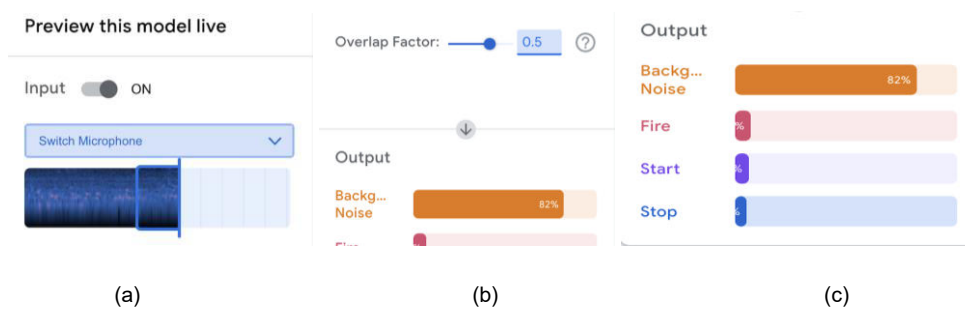 Preview this model live
Input ON
Switch Microphone
(a)
Overlap Factor: 0.5 ?
Output
Backg...
Noise
82%
(b)
Output
Backg...
Noise
82%
Fire
%
Start
%
Stop
%
(c)